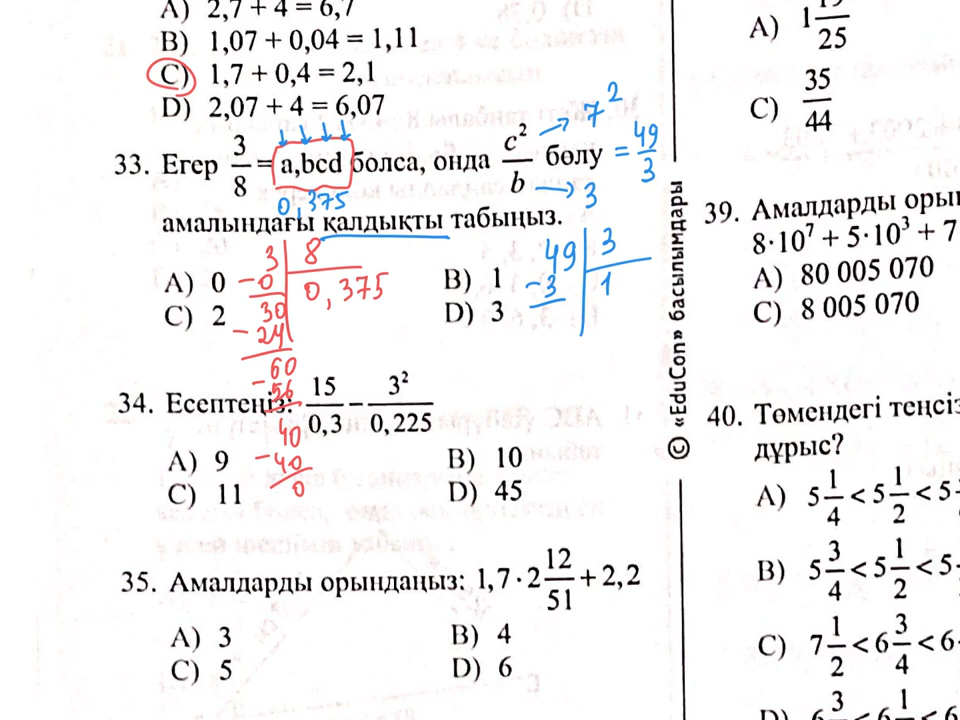 A) 2,7 + 4 = 6,7
B) 1,07 + 0,04 = 1,11
C) 1,7 + 0,4 = 2,1
D) 2,07 + 4 = 6,07
33. Егер 3/8 = a,bcd болса, онда c²/b бөлу = 49/3
7²
3
0,375
амалындағы қалдықты табыңыз.
A) 0 B) 1
C) 2 D) 3
3 8
-0 0,375
30
-24
-60
56
40
-40
0
49 3
-3 1
34. Есептеңіз: 15/0,3 − 3²/0,225
A) 9 B) 10
C) 11 D) 45
35. Амалдарды орындаңыз: 1,7·2 12/51 + 2,2
A) 3 B) 4
C) 5 D) 6
© «EduCon» басылымдары
A) 1 /25
C) 35/44
39. Амалдарды
8·10⁷ + 5·10³ + 7
A) 80 005 070
C) 8 005 070
40. Төмендегі
дұрыс?
A) 5 1/4 < 5 1/2 < 5
B) 5 3/4 < 5 1/2 < 5
C) 7 1/2 < 6 3/4 < 6
D) 6 3 < 6 1 < 6